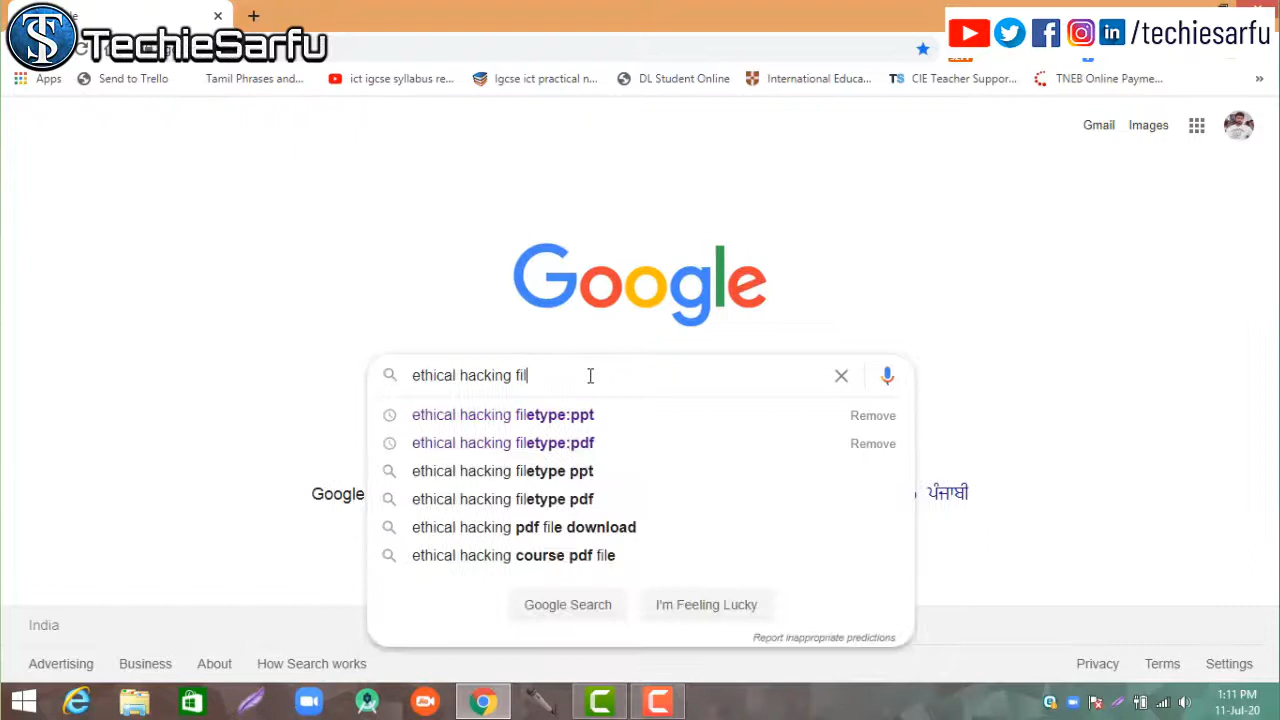 TS TechieSarfu
/techiesarfu
Apps
Send to Trello
Tamil Phrases and...
ict igcse syllabus re...
Igcse ict practical n...
DL Student Online
International Educa...
TS CIE Teacher Suppor...
TNEB Online Payme...
»
Gmail
Images
Google
ethical hacking fil
ethical hacking filetype:ppt
Remove
ethical hacking filetype:pdf
Remove
ethical hacking filetype ppt
ethical hacking filetype pdf
Google
ਪੰਜਾਬੀ
ethical hacking pdf file download
ethical hacking course pdf file
Google Search
I'm Feeling Lucky
Report inappropriate predictions
India
Advertising
Business
About
How Search works
Privacy
Terms
Settings
1:11 PM
11-Jul-20